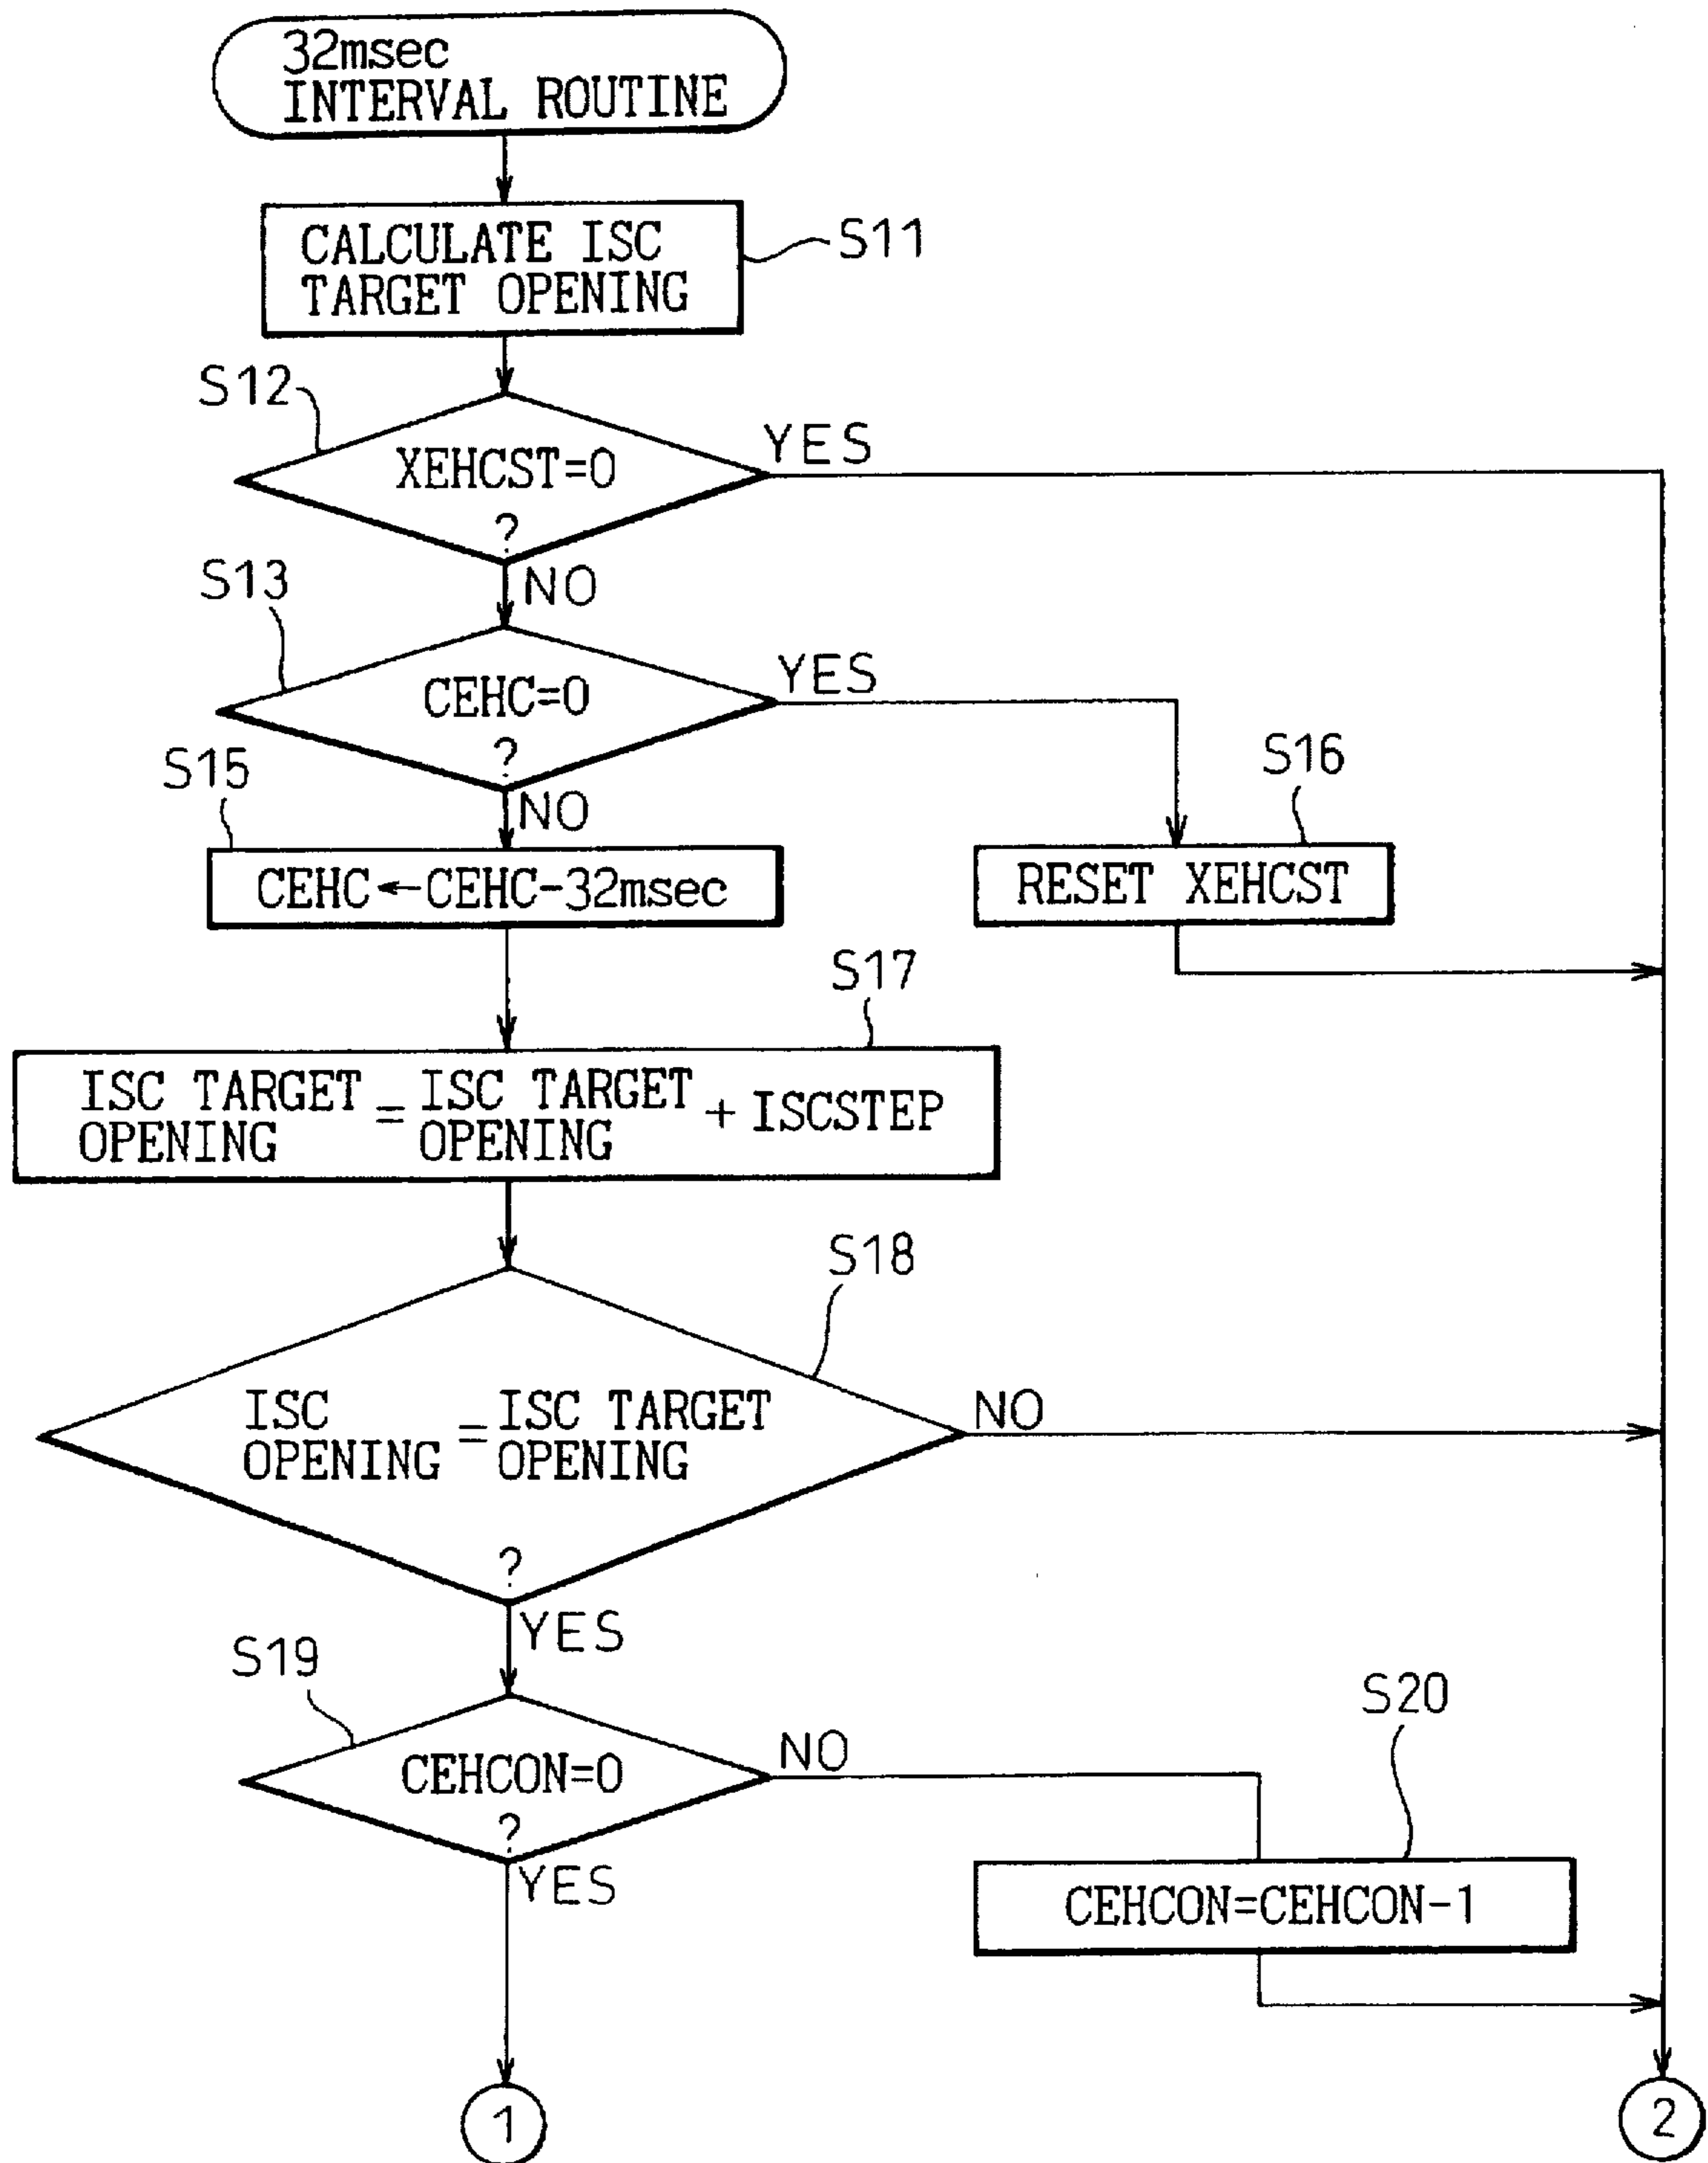 32msec
INTERVAL ROUTINE
CALCULATE ISC
TARGET OPENING
S11
S12
XEHCST=0
?
YES
NO
S13
CEHC=0
?
YES
NO
S15
CEHC←CEHC-32msec
S16
RESET XEHCST
S17
ISC TARGET OPENING = ISC TARGET OPENING + ISCSTEP
S18
ISC OPENING = ISC TARGET OPENING
?
NO
YES
S19
CEHCON=0
?
NO
YES
S20
CEHCON=CEHCON-1
1
2